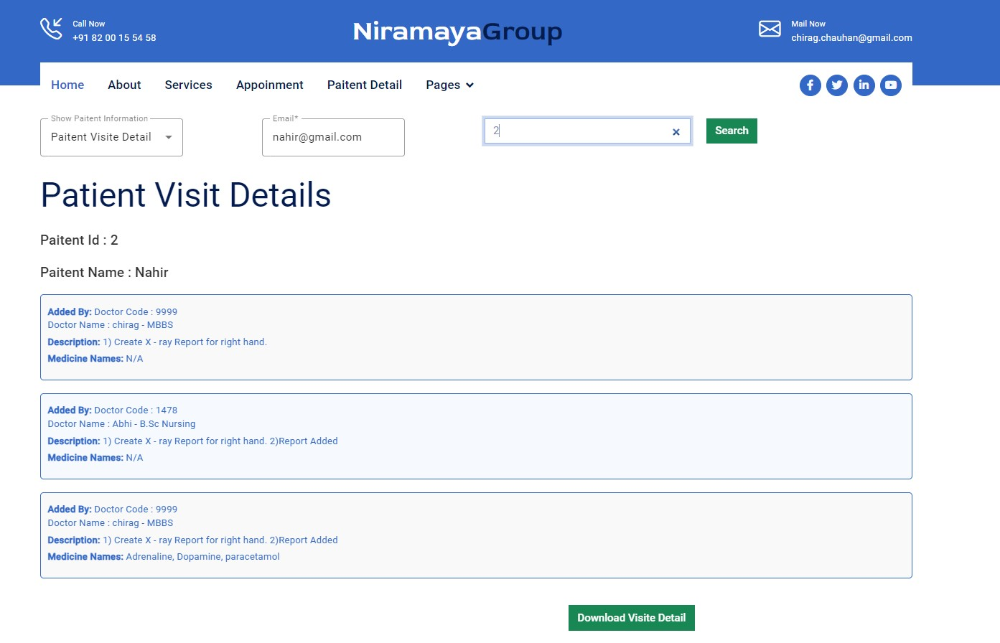 Call Now
+91 82 00 15 54 58
NiramayaGroup
Mail Now
chirag.chauhan@gmail.com
Home About Services Appoinment Paitent Detail Pages
Show Paitent Information
Paitent Visite Detail
Email*
nahir@gmail.com
2
×
Search
Patient Visit Details
Paitent Id : 2
Paitent Name : Nahir
Added By: Doctor Code : 9999
Doctor Name : chirag - MBBS
Description: 1) Create X - ray Report for right hand.
Medicine Names: N/A
Added By: Doctor Code : 1478
Doctor Name : Abhi - B.Sc Nursing
Description: 1) Create X - ray Report for right hand. 2)Report Added
Medicine Names: N/A
Added By: Doctor Code : 9999
Doctor Name : chirag - MBBS
Description: 1) Create X - ray Report for right hand. 2)Report Added
Medicine Names: Adrenaline, Dopamine, paracetamol
Download Visite Detail